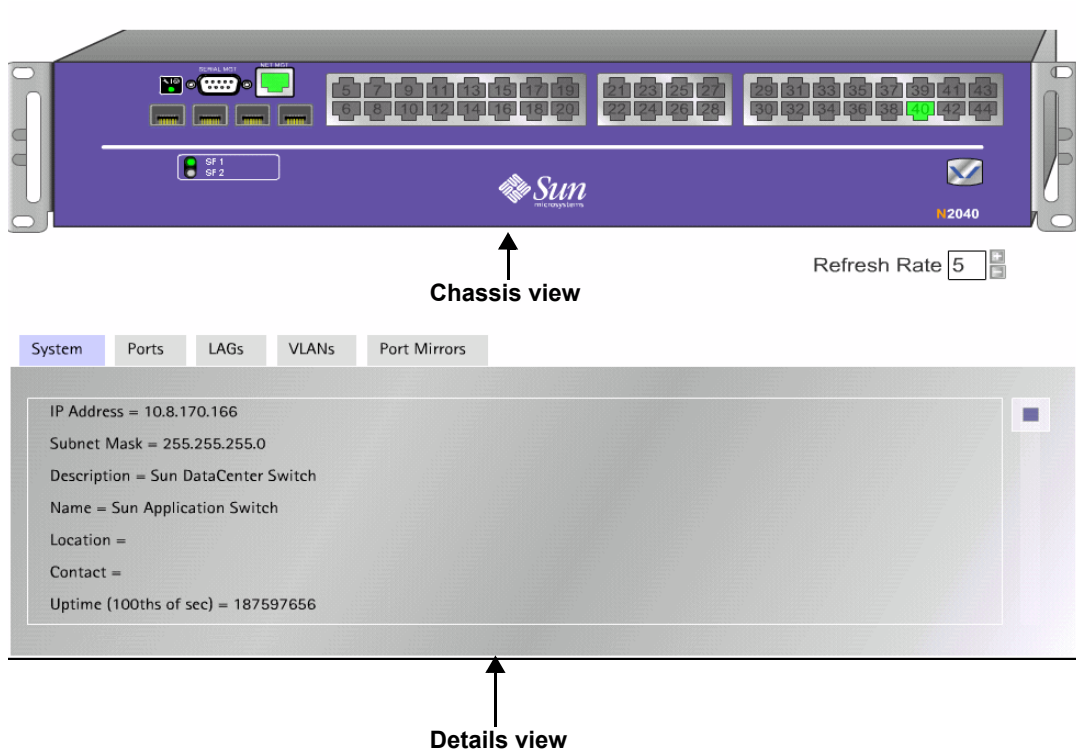 SERIAL MGT
NET MGT
5 7 9 11 13 15 17 19 21 23 25 27 29 31 33 35 37 39 41 43
6 8 10 12 14 16 18 20 22 24 26 28 30 32 34 36 38 40 42 44
SF 1
SF 2
Sun
microsystems
N2040
Refresh Rate 5
Chassis view
System Ports LAGs VLANs Port Mirrors
IP Address = 10.8.170.166
Subnet Mask = 255.255.255.0
Description = Sun DataCenter Switch
Name = Sun Application Switch
Location =
Contact =
Uptime (100ths of sec) = 187597656
Details view